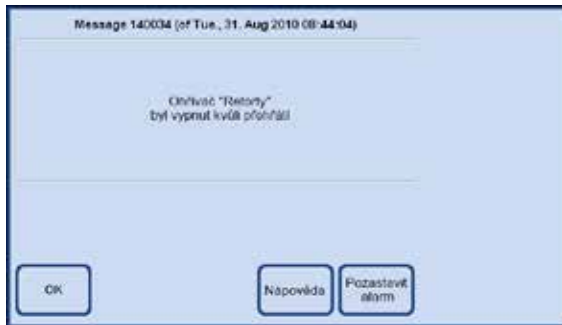 Message 140034 (of Tue., 31. Aug 2010 08:44:04)
Ohřívač "Retorty"
byl vypnut kvůli přehřátí
OK
Nápověda
Pozastavit
alarm